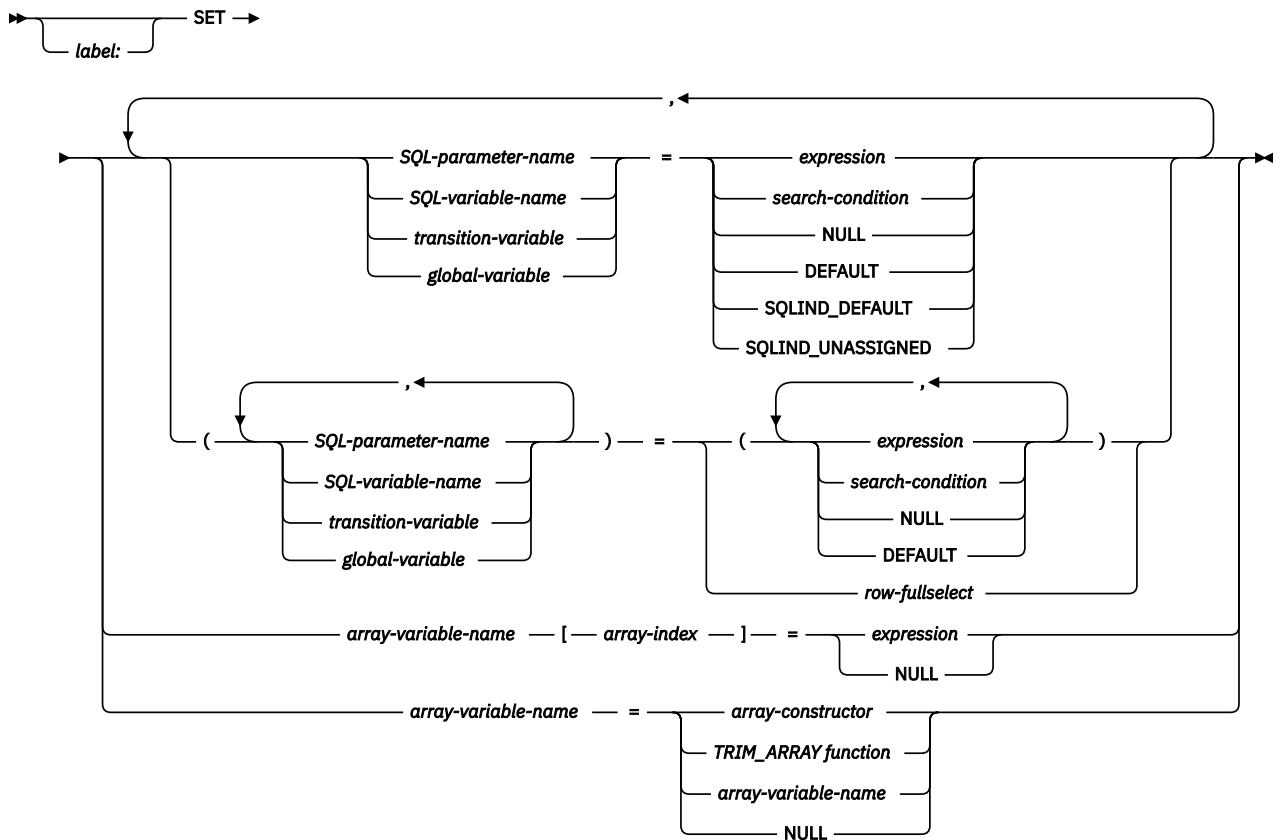 SET
label:
,
SQL-parameter-name = expression
SQL-variable-name search-condition
transition-variable NULL
global-variable DEFAULT
SQLIND_DEFAULT
SQLIND_UNASSIGNED
, ,
( SQL-parameter-name ) = ( expression )
SQL-variable-name search-condition
transition-variable NULL
global-variable DEFAULT
row-fullselect
array-variable-name [ array-index ] = expression
NULL
array-variable-name = array-constructor
TRIM_ARRAY function
array-variable-name
NULL